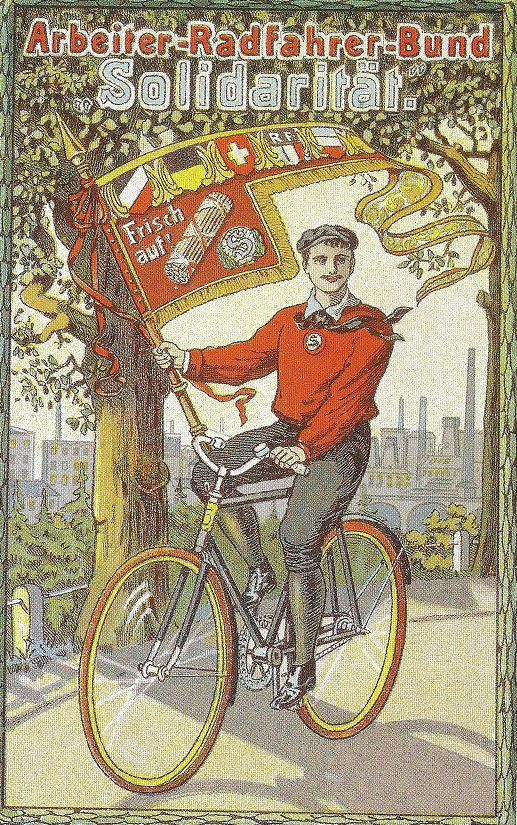 Arbeiter-Radfahrer-Bund
„Solidarität."
R.F.
Frisch
auf!
S
S